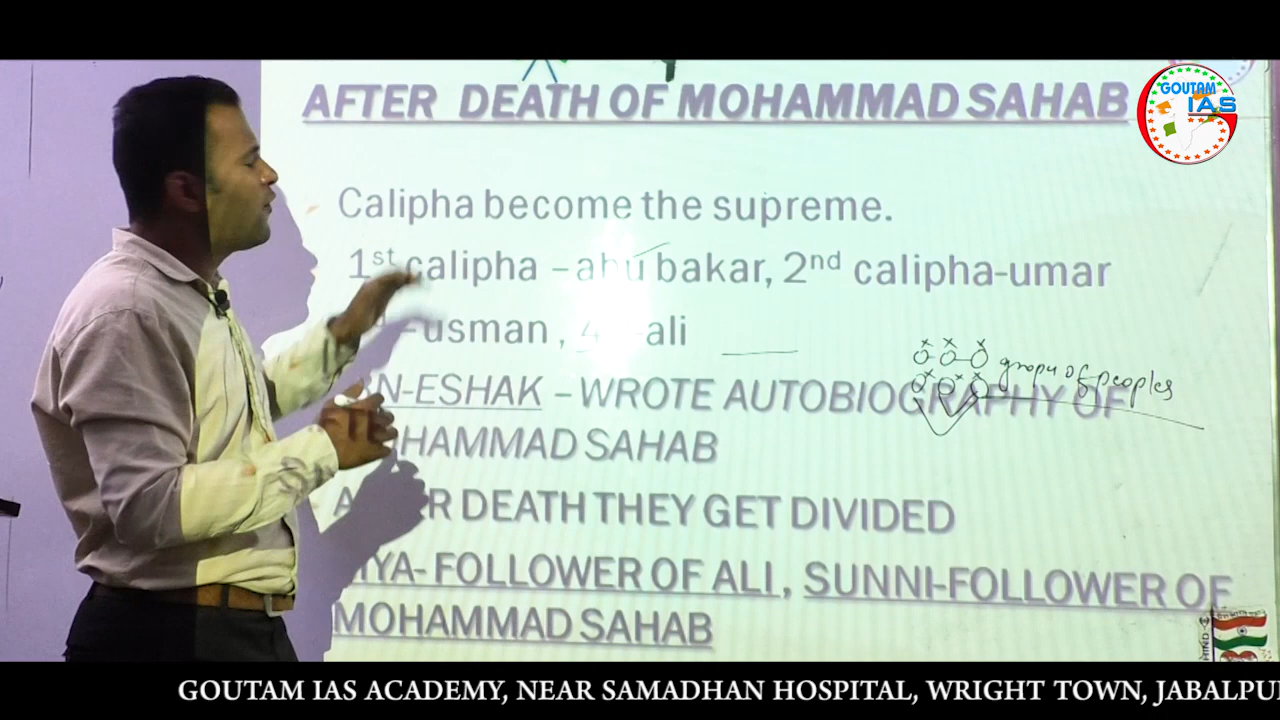 AFTER DEATH OF MOHAMMAD SAHAB
GOUTAM
IAS
Calipha become the supreme.
1st calipha – abu bakar, 2nd calipha-umar
–usman , 4 -ali
group of peoples
N-ESHAK – WROTE AUTOBIOGRAPHY OF
HAMMAD SAHAB
R DEATH THEY GET DIVIDED
IYA- FOLLOWER OF ALI , SUNNI-FOLLOWER OF
MOHAMMAD SAHAB
GOUTAM IAS ACADEMY, NEAR SAMADHAN HOSPITAL, WRIGHT TOWN, JABALPU